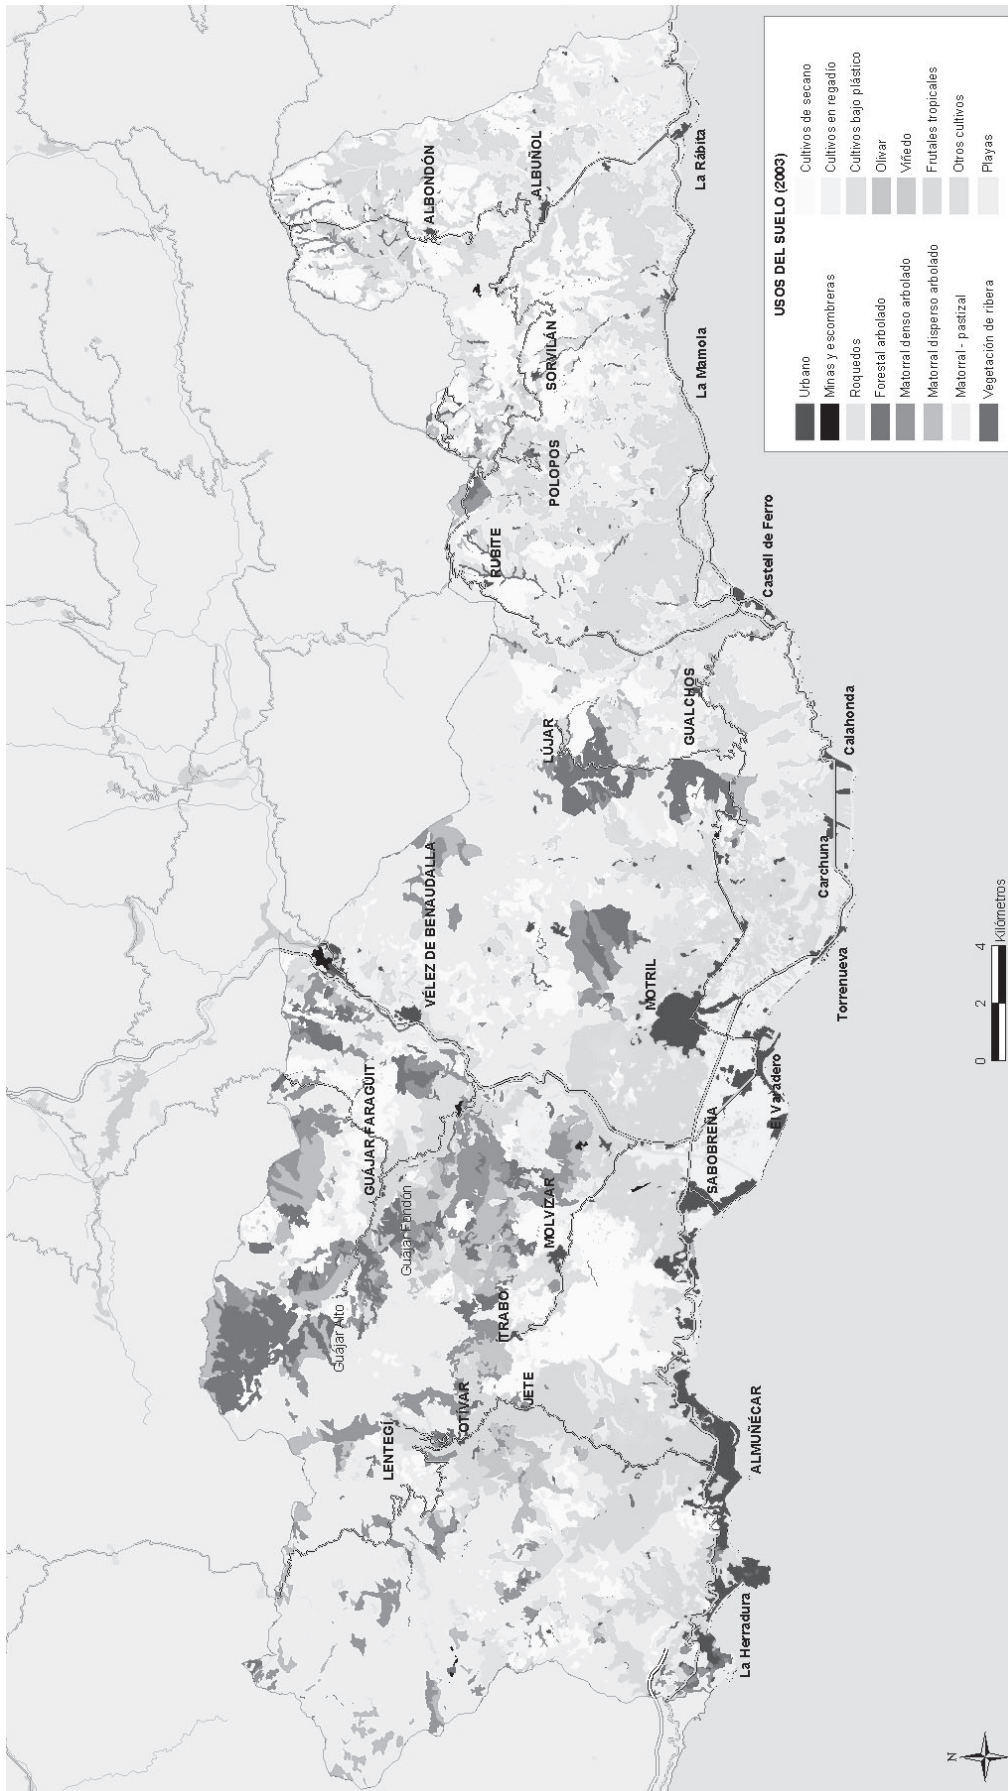 ALBONDÓN
ALBUÑOL
La Rábita
SORVILÁN
La Mamola
POLOPOS
RUBITE
Castell de Ferro
LÚJAR
GUALCHOS
Calahonda
Carchuna
VÉLEZ DE BENAUDALLA
MOTRIL
Torrenueva
GUÁJAR FARAGÜIT
El Varadero
SABOBREÑA
Guájar Fondón
MOLVÍZAR
Guájar Alto
ITRABO
JETE
OTÍVAR
LENTEGÍ
ALMUÑÉCAR
La Herradura
USOS DEL SUELO (2003)
Urbano
Minas y escombreras
Roquedos
Forestal arbolado
Matorral denso arbolado
Matorral disperso arbolado
Matorral - pastizal
Vegetación de ribera
Cultivos de secano
Cultivos en regadío
Cultivos bajo plástico
Olivar
Viñedo
Frutales tropicales
Otros cultivos
Playas
0 2 4
Kilómetros
N